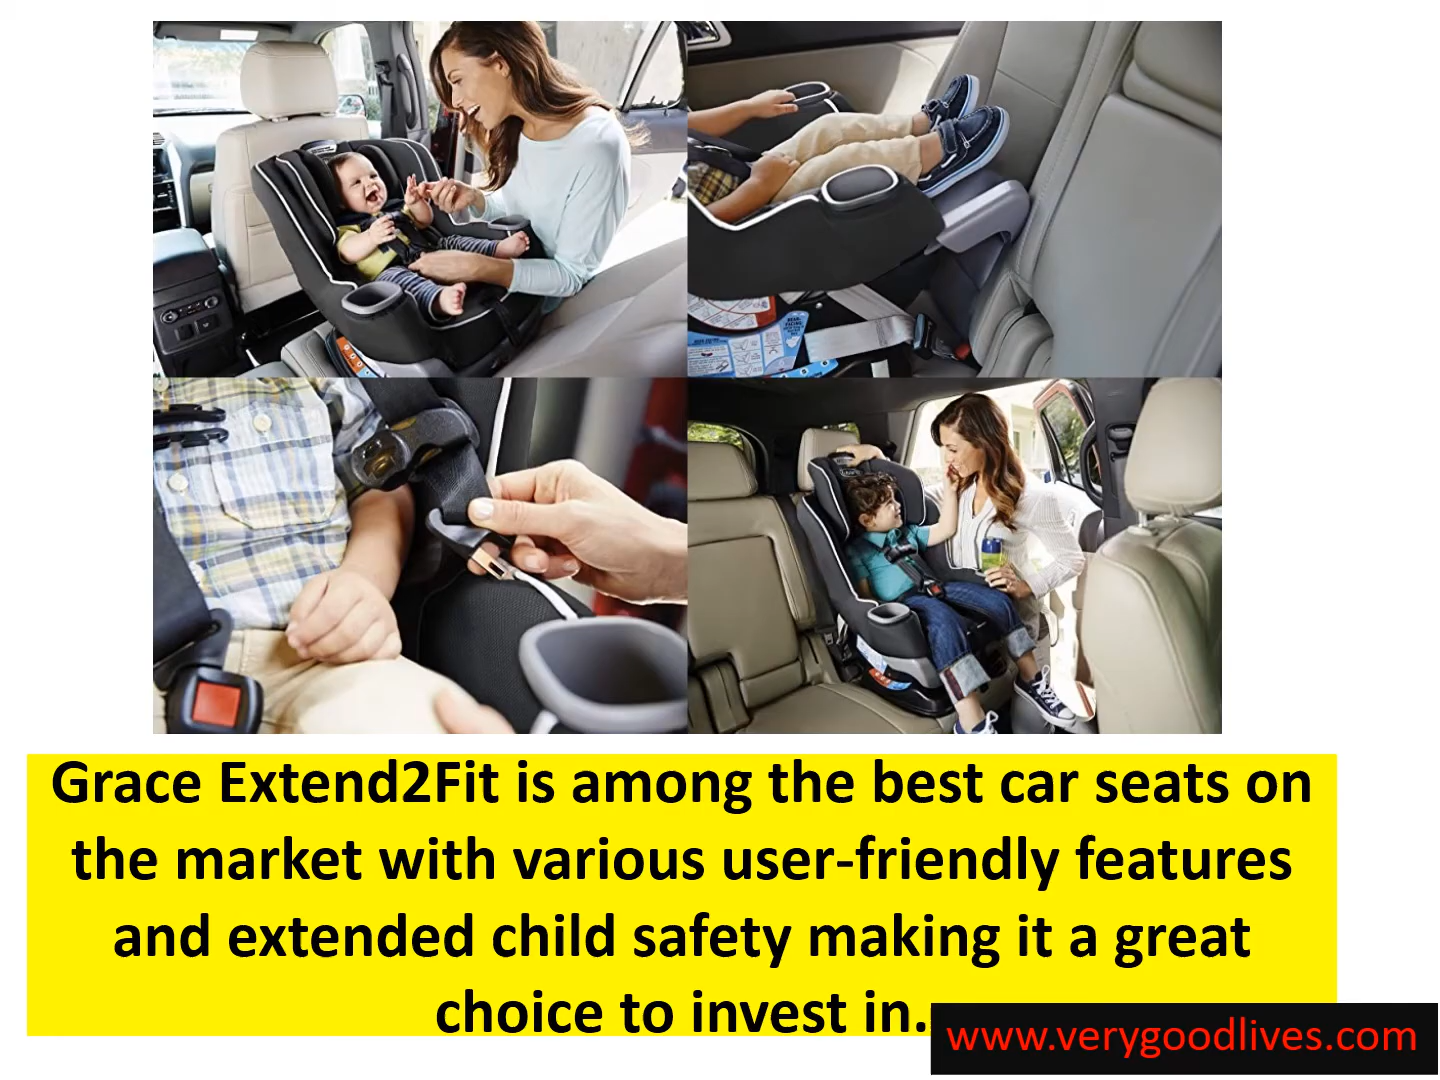 Grace Extend2Fit is among the best car seats on
the market with various user-friendly features
and extended child safety making it a great
choice to invest in.
www.verygoodlives.com